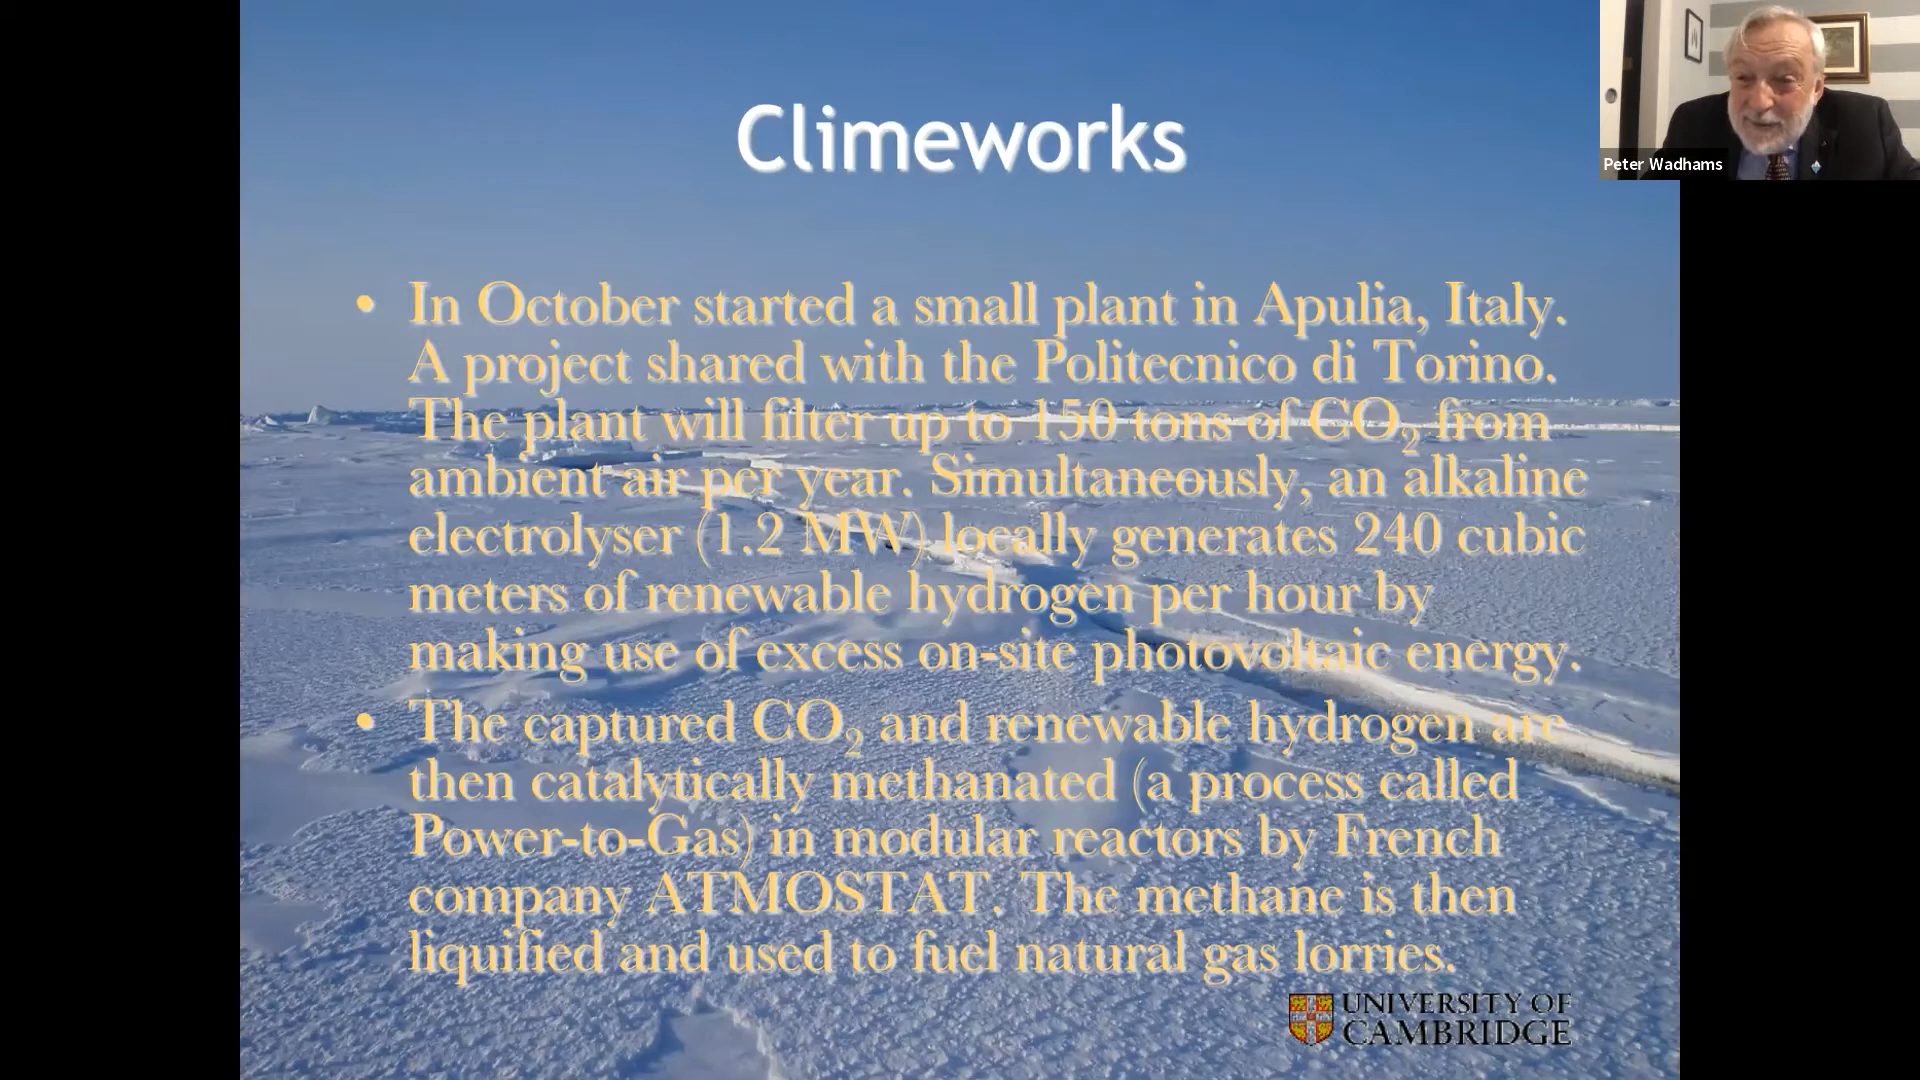 Climeworks
Peter Wadhams
• In October started a small plant in Apulia, Italy.
A project shared with the Politecnico di Torino.
The plant will filter up to 150 tons of CO₂ from
ambient air per year. Simultaneously, an alkaline
electrolyser (1.2 MW) locally generates 240 cubic
meters of renewable hydrogen per hour by
making use of excess on-site photovoltaic energy.
• The captured CO₂ and renewable hydrogen are
then catalytically methanated (a process called
Power-to-Gas) in modular reactors by French
company ATMOSTAT. The methane is then
liquified and used to fuel natural gas lorries.
UNIVERSITY OF
CAMBRIDGE